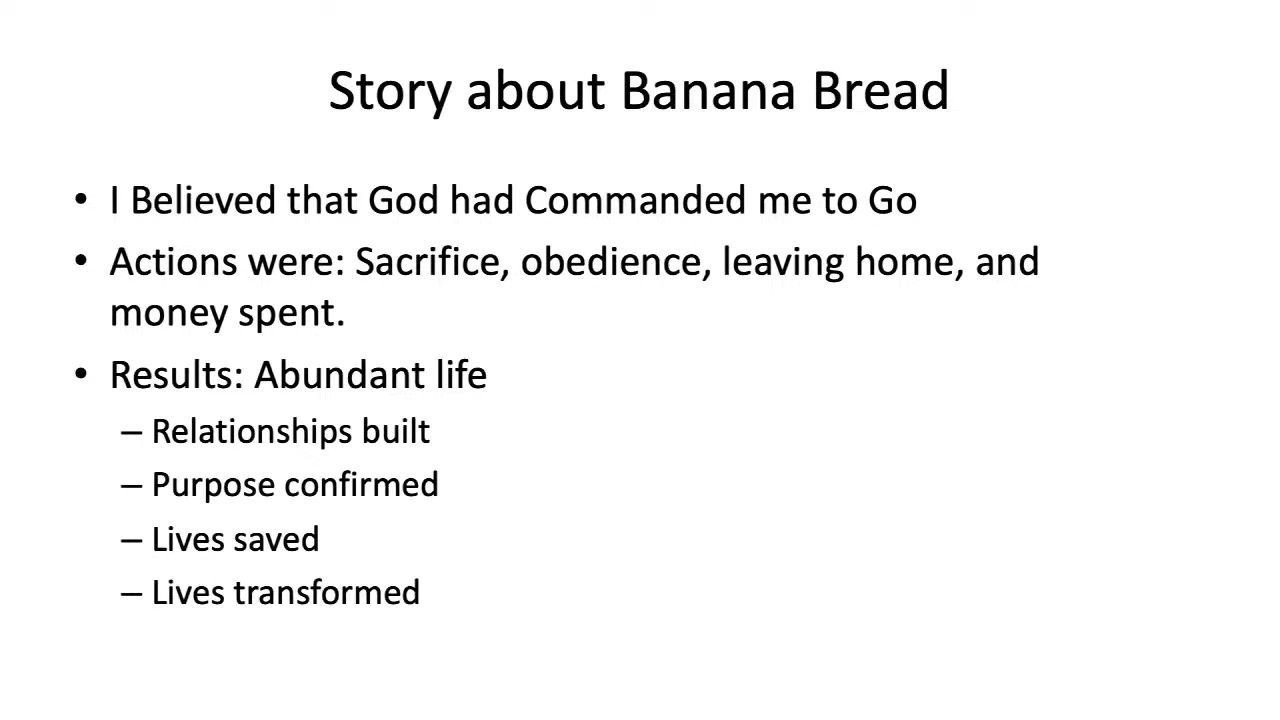 Story about Banana Bread
• I Believed that God had Commanded me to Go
• Actions were: Sacrifice, obedience, leaving home, and
money spent.
• Results: Abundant life
– Relationships built
– Purpose confirmed
– Lives saved
– Lives transformed